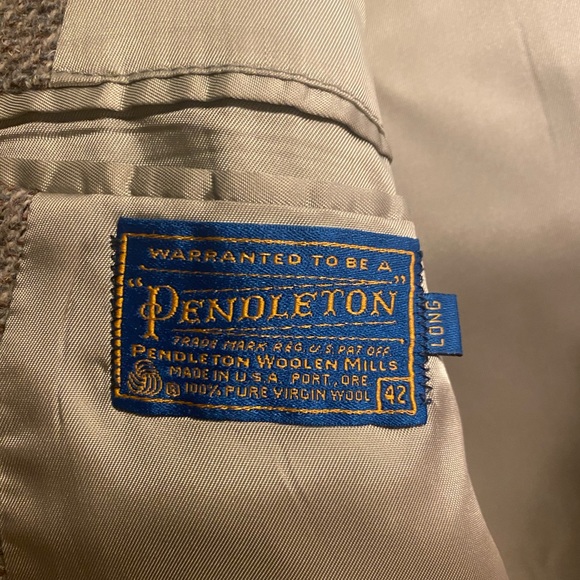 WARRANTED TO BE A
"PENDLETON"
TRADE MARK REG. U.S. PAT OFF
PENDLETON WOOLEN MILLS
MADE IN U.S.A. PORT, ORE
® 100% PURE VIRGIN WOOL 42
LONG